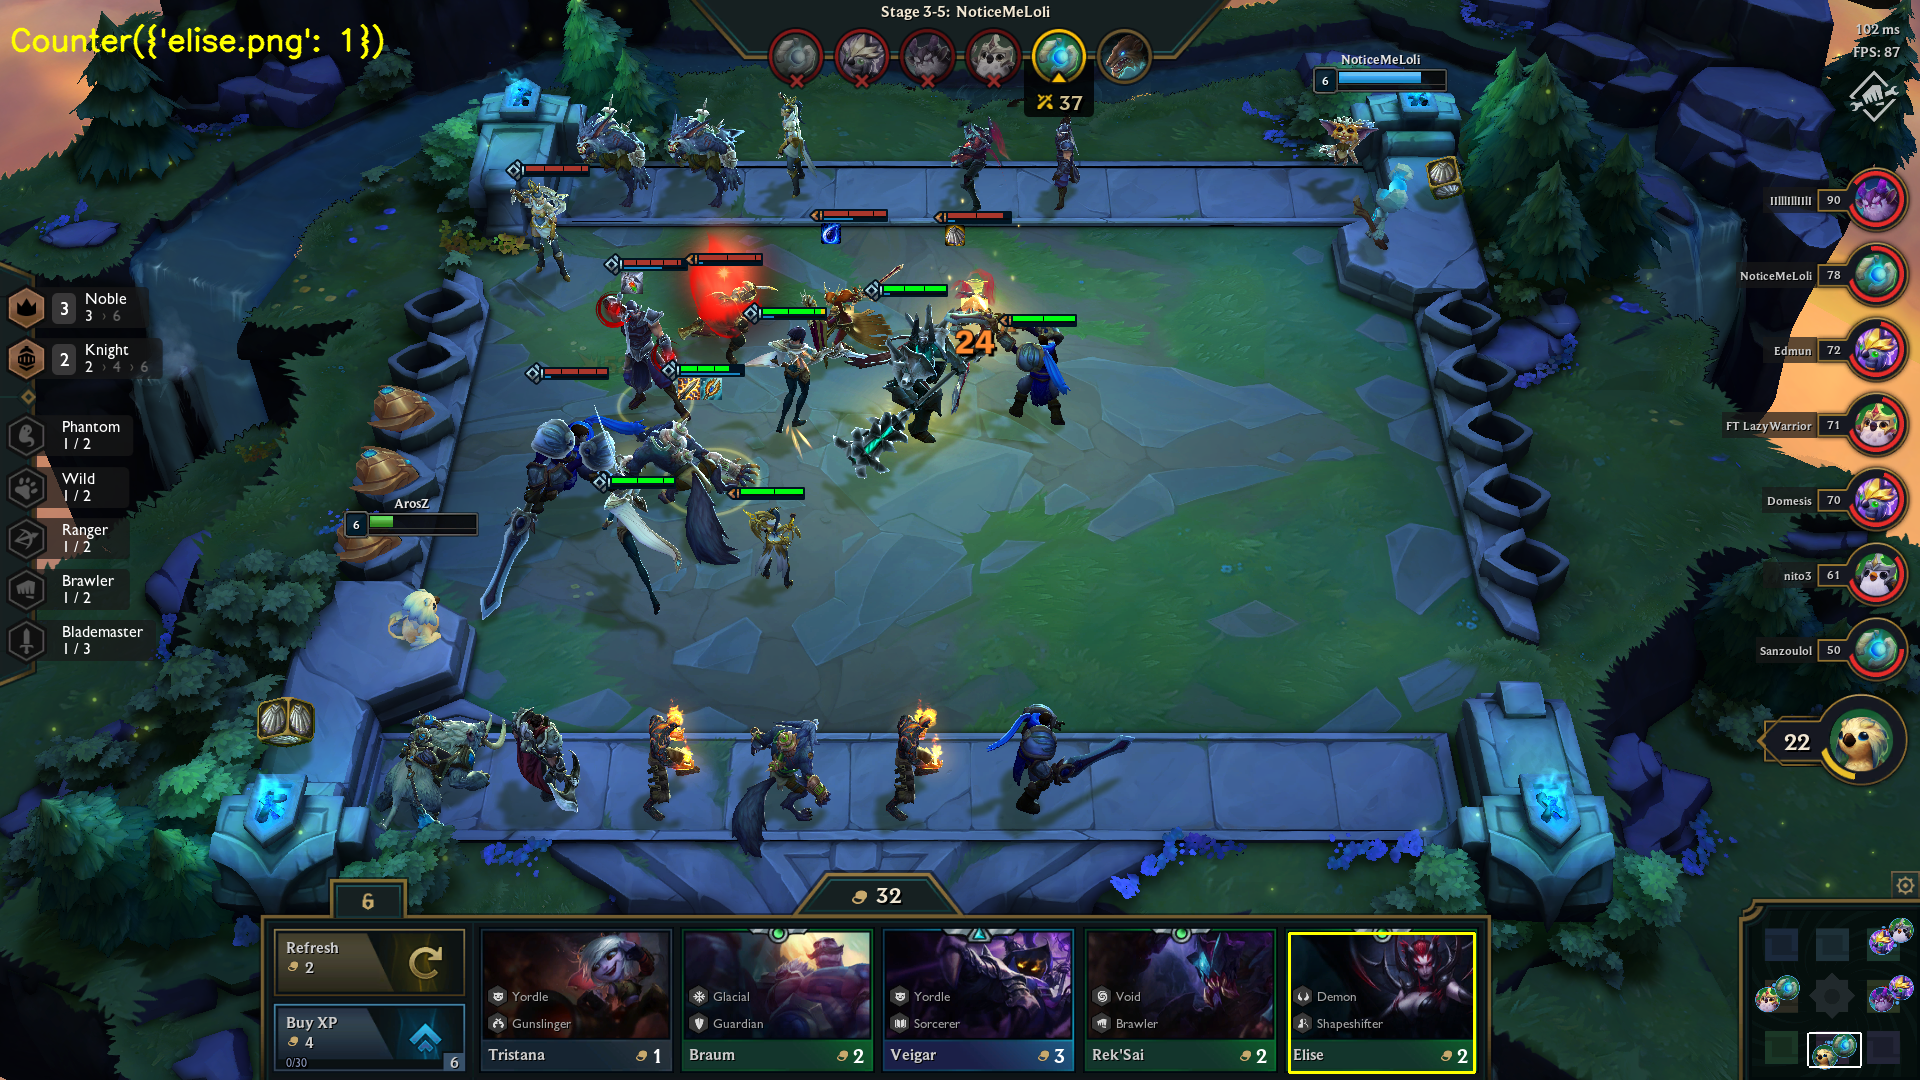 Counter({'elise.png': 1})
Stage 3-5: NoticeMeLoli
37
102 ms
FPS: 87
NoticeMeLoli
6
90
NoticeMeLoli
78
Edmun
72
FT LazyWarrior
71
Domesis
70
nito3
61
Sanzoulol
50
22
3
Noble
3 › 6
2
Knight
2 › 4 › 6
Phantom
1 / 2
Wild
1 / 2
Ranger
1 / 2
Brawler
1 / 2
Blademaster
1 / 3
24
ArosZ
6
6
32
Refresh
2
Buy XP
4
0/30
6
Yordle
Gunslinger
Tristana
1
Glacial
Guardian
Braum
2
Yordle
Sorcerer
Veigar
3
Void
Brawler
Rek'Sai
2
Demon
Shapeshifter
Elise
2